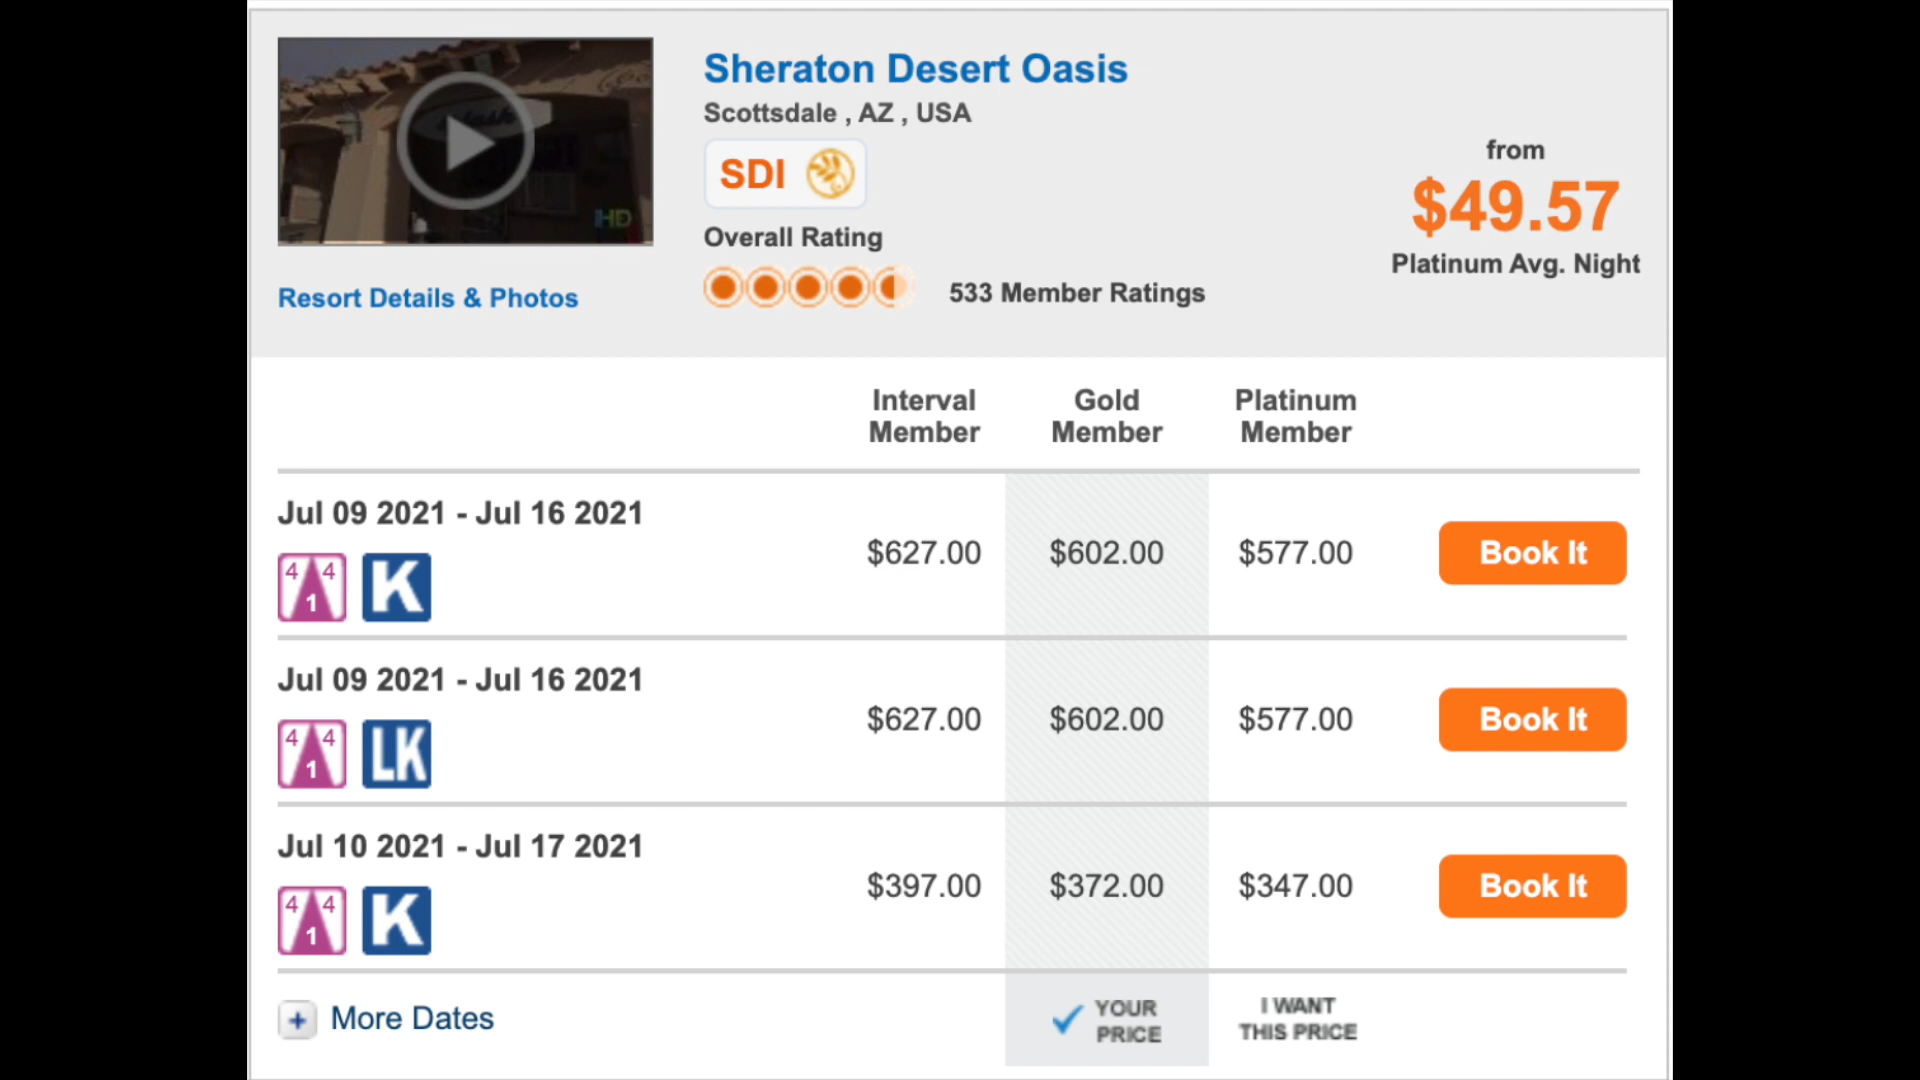 Sheraton Desert Oasis
Scottsdale , AZ , USA
SDI
Overall Rating
533 Member Ratings
HD
Resort Details & Photos
from
$49.57
Platinum Avg. Night
Interval Member
Gold Member
Platinum Member
Jul 09 2021 - Jul 16 2021
4 4
1
K
$627.00 $602.00 $577.00
Book It
Jul 09 2021 - Jul 16 2021
4 4
1
LK
$627.00 $602.00 $577.00
Book It
Jul 10 2021 - Jul 17 2021
4 4
1
K
$397.00 $372.00 $347.00
Book It
+ More Dates
YOUR PRICE
I WANT THIS PRICE